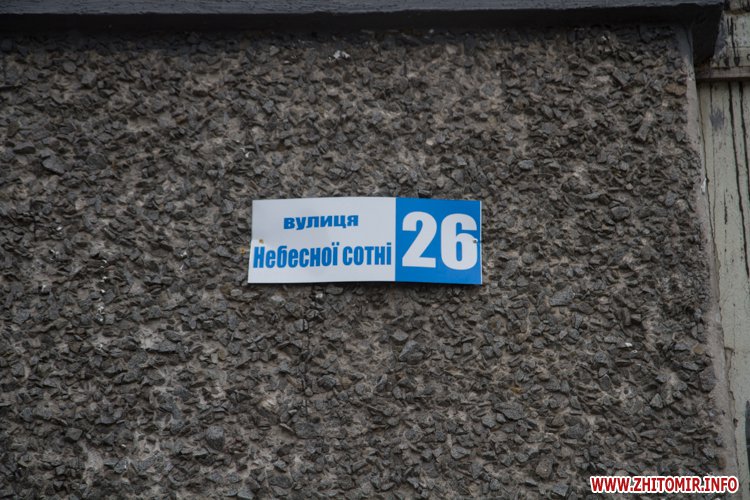 вулиця
Небесної сотні
26
WWW.ZHITOMIR.INFO